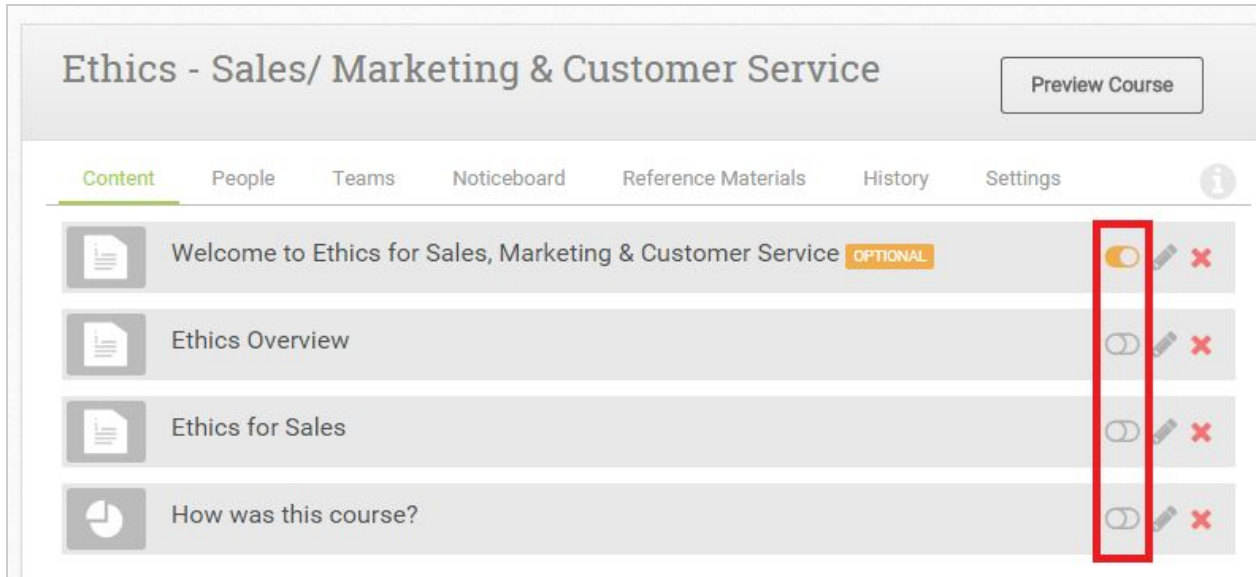 Ethics - Sales/ Marketing & Customer Service
Preview Course
Content People Teams Noticeboard Reference Materials History Settings
Welcome to Ethics for Sales, Marketing & Customer Service OPTIONAL
Ethics Overview
Ethics for Sales
How was this course?